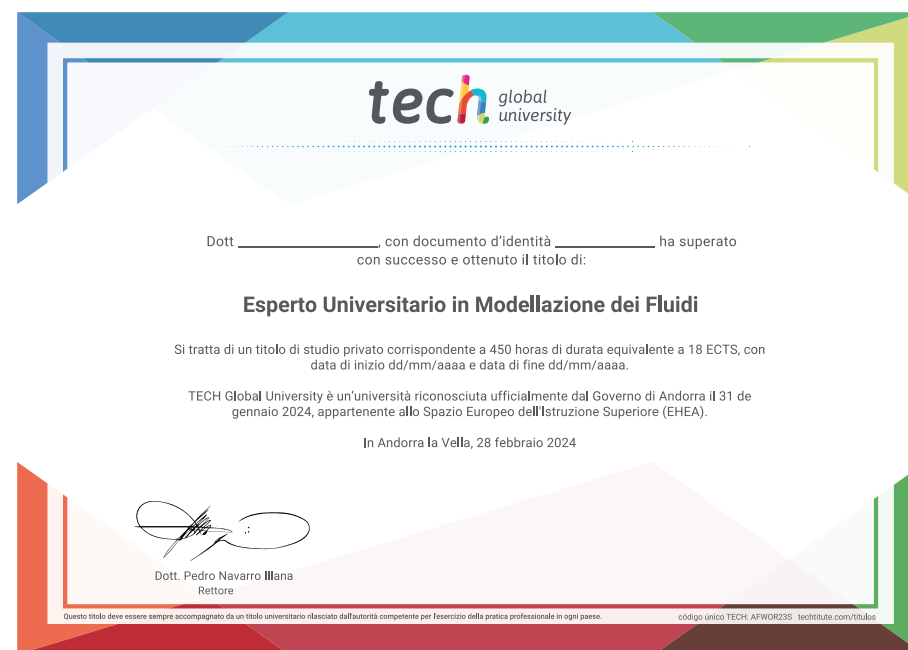 tech global
university
Dott ____________, con documento d'identità ____________ ha superato
con successo e ottenuto il titolo di:
Esperto Universitario in Modellazione dei Fluidi
Si tratta di un titolo di studio privato corrispondente a 450 horas di durata equivalente a 18 ECTS, con
data di inizio dd/mm/aaaa e data di fine dd/mm/aaaa.
TECH Global University è un'università riconosciuta ufficialmente dal Governo di Andorra il 31 de
gennaio 2024, appartenente allo Spazio Europeo dell'Istruzione Superiore (EHEA).
In Andorra la Vella, 28 febbraio 2024
Dott. Pedro Navarro Illana
Rettore
Questo titolo deve essere sempre accompagnato da un titolo universitario rilasciato dall'autorità competente per l'esercizio della pratica professionale in ogni paese.
código único TECH: AFWOR23S techtitute.com/titulos